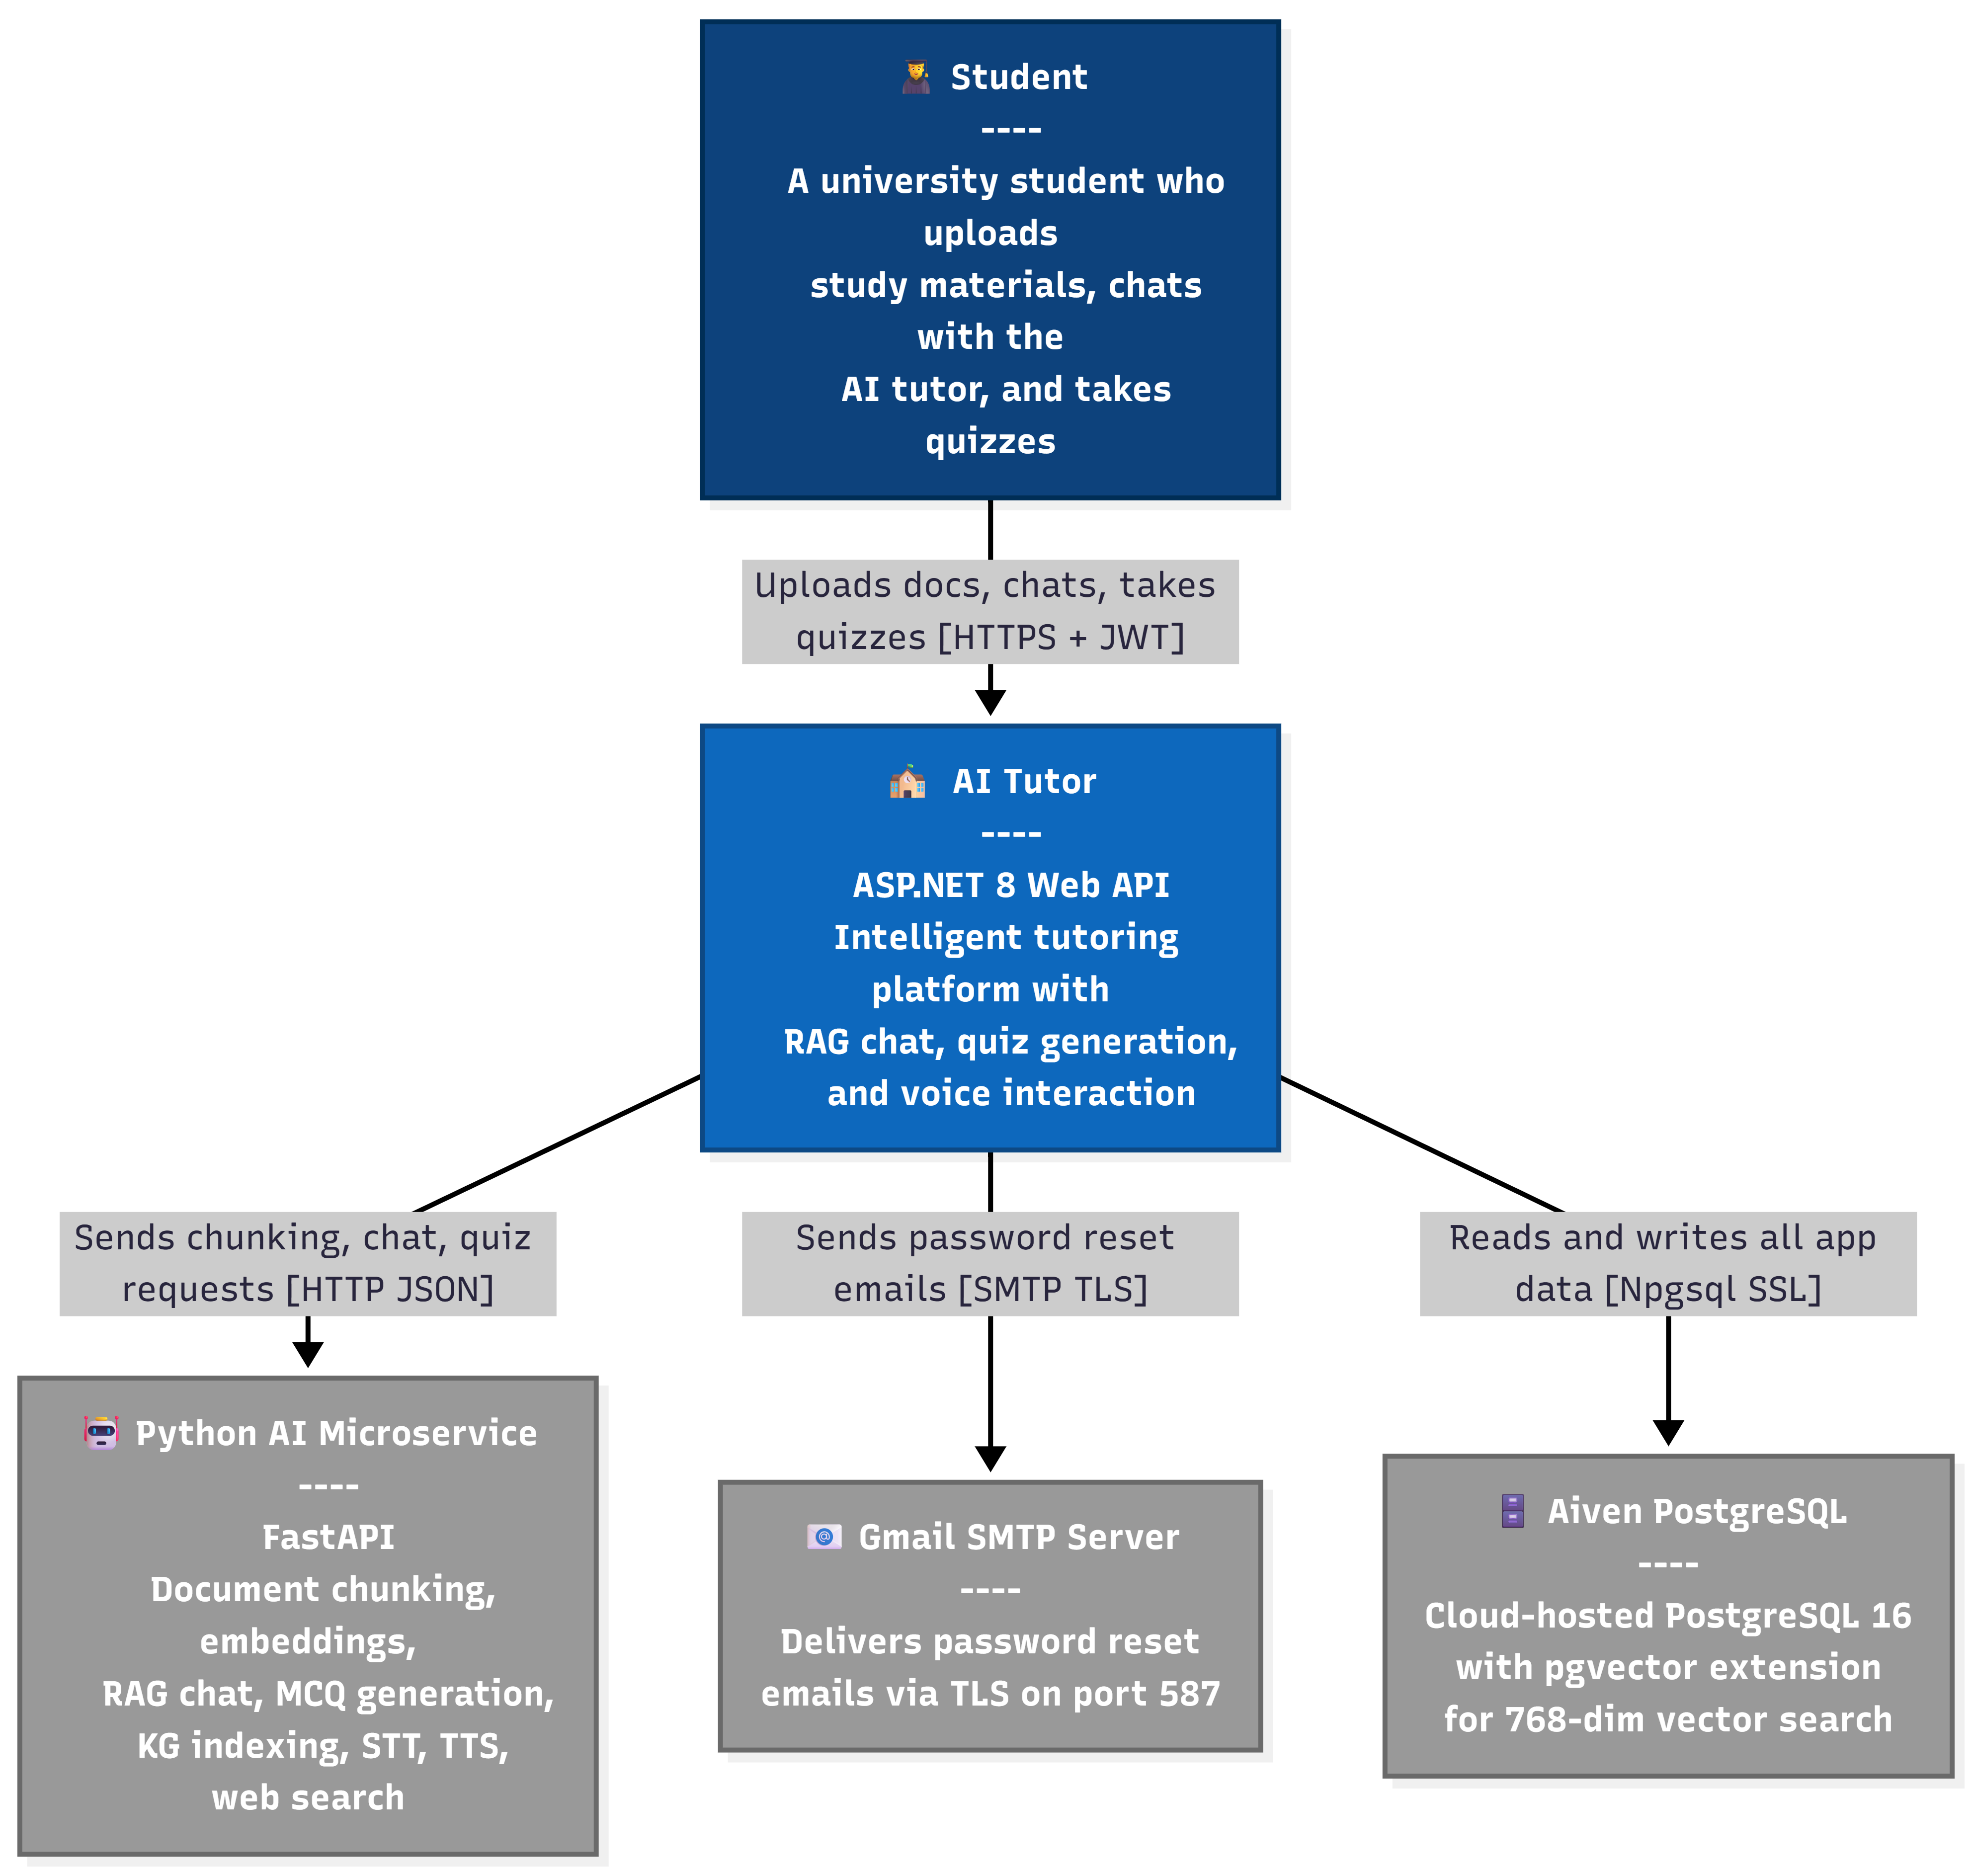 Student
----
A university student who
uploads
study materials, chats
with the
AI tutor, and takes
quizzes
Uploads docs, chats, takes
quizzes [HTTPS + JWT]
AI Tutor
----
ASP.NET 8 Web API
Intelligent tutoring
platform with
RAG chat, quiz generation,
and voice interaction
Sends chunking, chat, quiz
requests [HTTP JSON]
Sends password reset
emails [SMTP TLS]
Reads and writes all app
data [Npgsql SSL]
Python AI Microservice
----
FastAPI
Document chunking,
embeddings,
RAG chat, MCQ generation,
KG indexing, STT, TTS,
web search
Gmail SMTP Server
----
Delivers password reset
emails via TLS on port 587
Aiven PostgreSQL
----
Cloud-hosted PostgreSQL 16
with pgvector extension
for 768-dim vector search